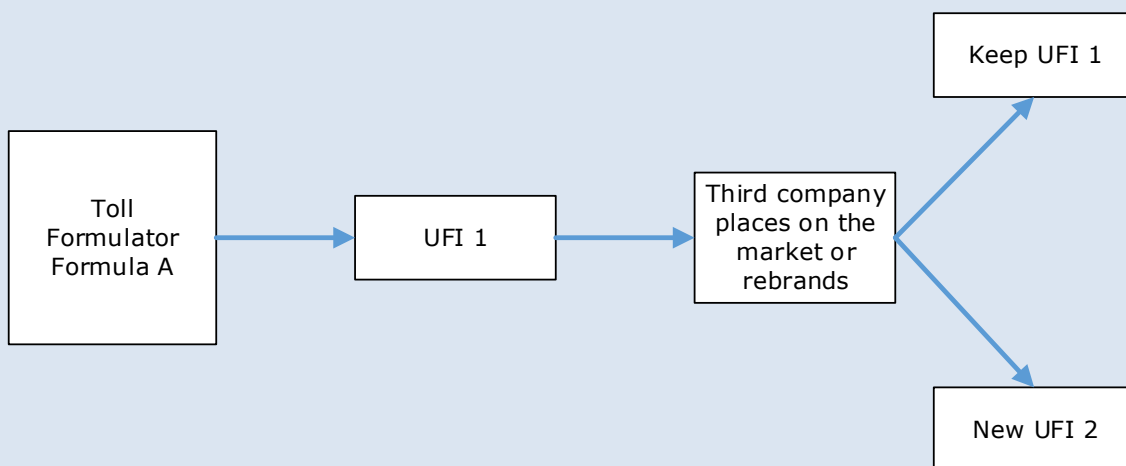 Toll
Formulator
Formula A
UFI 1
Third company
places on the
market or
rebrands
Keep UFI 1
New UFI 2